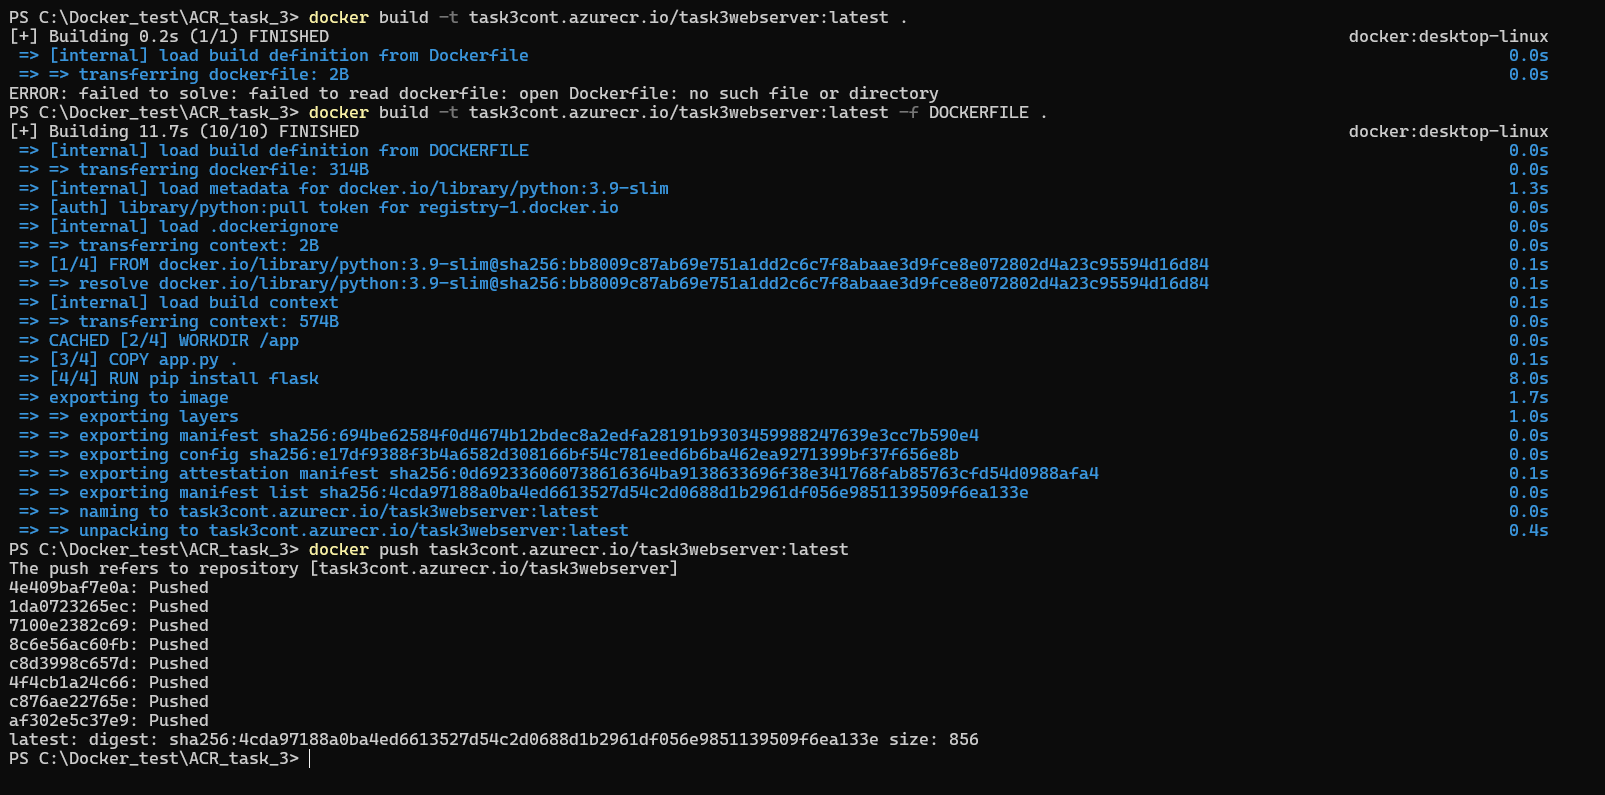 PS C:\Docker_test\ACR_task_3> docker build -t task3cont.azurecr.io/task3webserver:latest .
[+] Building 0.2s (1/1) FINISHED docker:desktop-linux
=> [internal] load build definition from Dockerfile 0.0s
=> => transferring dockerfile: 2B 0.0s
ERROR: failed to solve: failed to read dockerfile: open Dockerfile: no such file or directory
PS C:\Docker_test\ACR_task_3> docker build -t task3cont.azurecr.io/task3webserver:latest -f DOCKERFILE .
[+] Building 11.7s (10/10) FINISHED docker:desktop-linux
=> [internal] load build definition from DOCKERFILE 0.0s
=> => transferring dockerfile: 314B 0.0s
=> [internal] load metadata for docker.io/library/python:3.9-slim 1.3s
=> [auth] library/python:pull token for registry-1.docker.io 0.0s
=> [internal] load .dockerignore 0.0s
=> => transferring context: 2B 0.0s
=> [1/4] FROM docker.io/library/python:3.9-slim@sha256:bb8009c87ab69e751a1dd2c6c7f8abaae3d9fce8e072802d4a23c95594d16d84 0.1s
=> => resolve docker.io/library/python:3.9-slim@sha256:bb8009c87ab69e751a1dd2c6c7f8abaae3d9fce8e072802d4a23c95594d16d84 0.1s
=> [internal] load build context 0.1s
=> => transferring context: 574B 0.0s
=> CACHED [2/4] WORKDIR /app 0.0s
=> [3/4] COPY app.py . 0.1s
=> [4/4] RUN pip install flask 8.0s
=> exporting to image 1.7s
=> => exporting layers 1.0s
=> => exporting manifest sha256:694be62584f0d4674b12bdec8a2edfa28191b9303459988247639e3cc7b590e4 0.0s
=> => exporting config sha256:e17df9388f3b4a6582d308166bf54c781eed6b6ba462ea9271399bf37f656e8b 0.0s
=> => exporting attestation manifest sha256:0d6923360607386163​64ba9138633696f38e341768fab85763cfd54d0988afa4 0.1s
=> => exporting manifest list sha256:4cda97188a0ba4ed6613527d54c2d0688d1b2961df056e9851139509f6ea133e 0.0s
=> => naming to task3cont.azurecr.io/task3webserver:latest 0.0s
=> => unpacking to task3cont.azurecr.io/task3webserver:latest 0.4s
PS C:\Docker_test\ACR_task_3> docker push task3cont.azurecr.io/task3webserver:latest
The push refers to repository [task3cont.azurecr.io/task3webserver]
4e409baf7e0a: Pushed
1da0723265ec: Pushed
7100e2382c69: Pushed
8c6e56ac60fb: Pushed
c8d3998c657d: Pushed
4f4cb1a24c66: Pushed
c876ae22765e: Pushed
af302e5c37e9: Pushed
latest: digest: sha256:4cda97188a0ba4ed6613527d54c2d0688d1b2961df056e9851139509f6ea133e size: 856
PS C:\Docker_test\ACR_task_3>